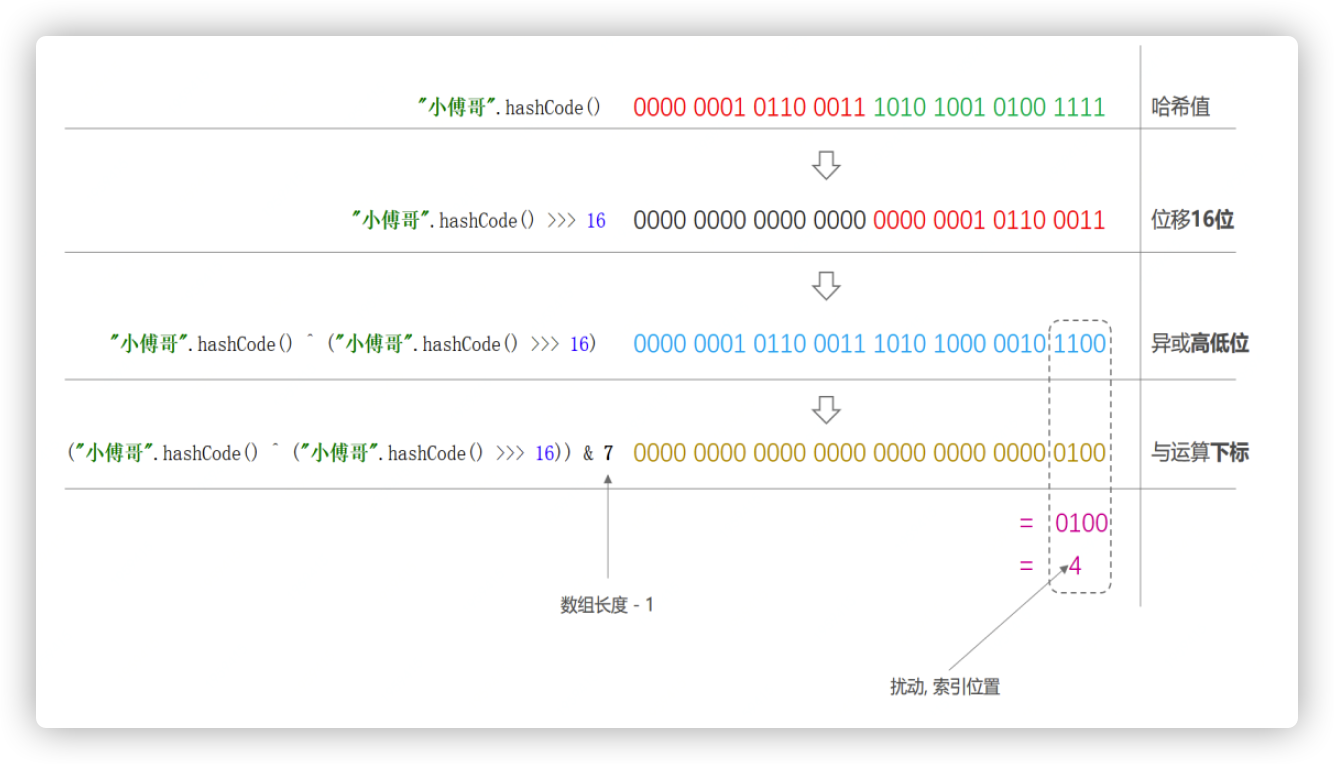 "小傅哥".hashCode() 0000 0001 0110 0011 1010 1001 0100 1111 哈希值
"小傅哥".hashCode() >>> 16 0000 0000 0000 0000 0000 0001 0110 0011 位移16位
"小傅哥".hashCode() ^ ("小傅哥".hashCode() >>> 16) 0000 0001 0110 0011 1010 1000 0010 1100 异或高低位
("小傅哥".hashCode() ^ ("小傅哥".hashCode() >>> 16)) & 7 0000 0000 0000 0000 0000 0000 0000 0100 与运算下标
= 0100
= 4
数组长度 - 1
扰动, 索引位置